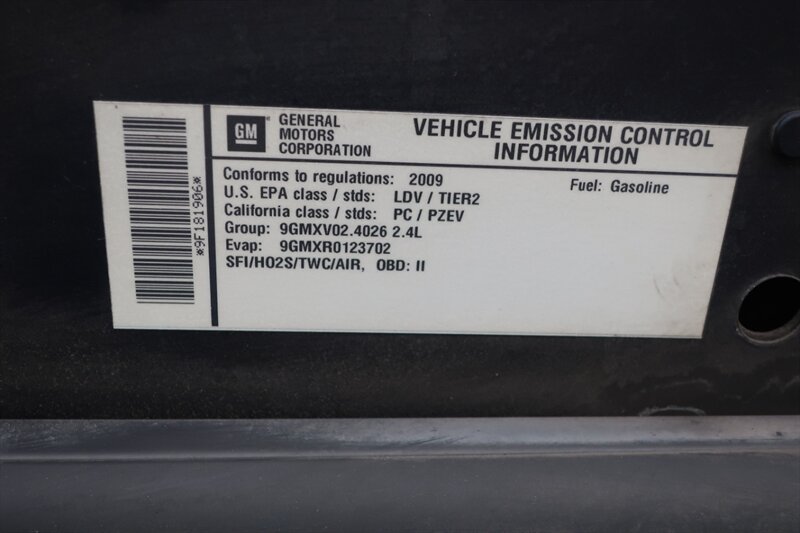 *9F181906*
GM
GENERAL
MOTORS
CORPORATION
VEHICLE EMISSION CONTROL
INFORMATION
Conforms to regulations: 2009
Fuel: Gasoline
U.S. EPA class / stds: LDV / TIER2
California class / stds: PC / PZEV
Group: 9GMXV02.4026 2.4L
Evap: 9GMXR0123702
SFI/HO2S/TWC/AIR, OBD: II